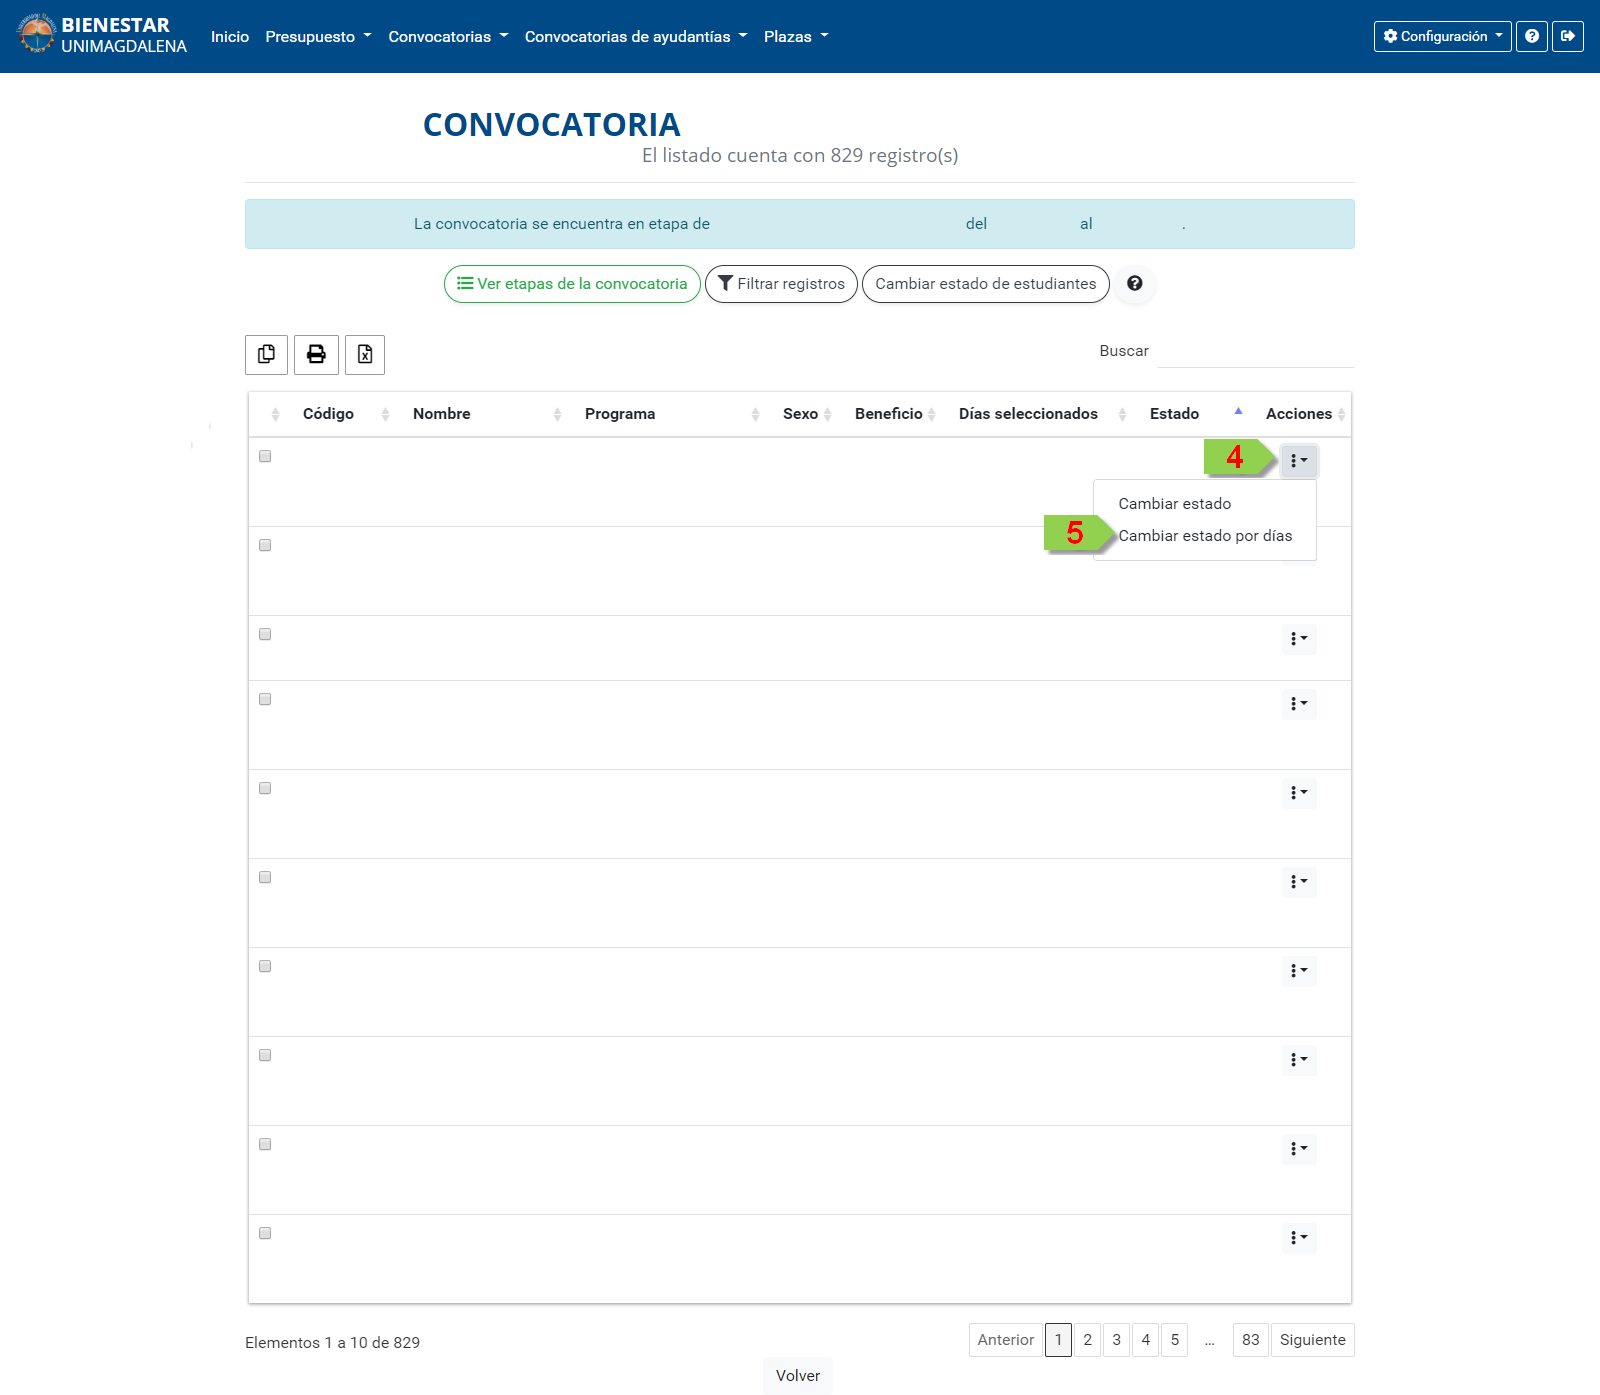 BIENESTAR
UNIMAGDALENA
Inicio Presupuesto Convocatorias Convocatorias de ayudantías Plazas Configuración
CONVOCATORIA
El listado cuenta con 829 registro(s)
La convocatoria se encuentra en etapa de del al .
Ver etapas de la convocatoria Filtrar registros Cambiar estado de estudiantes
Buscar
Código Nombre Programa Sexo Beneficio Días seleccionados Estado Acciones
4
Cambiar estado
5 Cambiar estado por días
Elementos 1 a 10 de 829
Anterior 1 2 3 4 5 ... 83 Siguiente
Volver